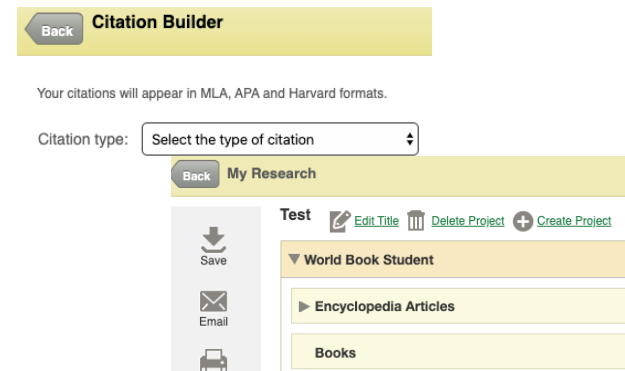 Back Citation Builder
Your citations will appear in MLA, APA and Harvard formats.
Citation type: Select the type of citation
Back My Research
Test Edit Title Delete Project Create Project
Save
World Book Student
Email
Encyclopedia Articles
Books